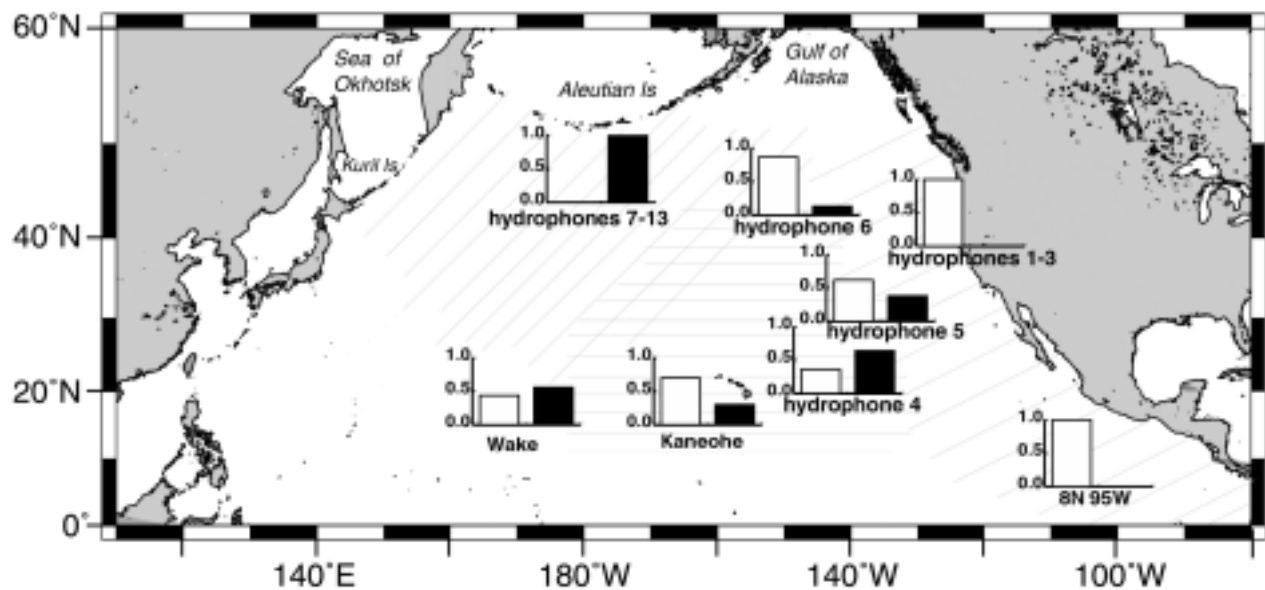 60°N
40°N
20°N
0°
140°E
180°W
140°W
100°W
Sea of
Okhotsk
Kuril Is
Aleutian Is
Gulf of
Alaska
1.0
0.5
0.0
hydrophones 7-13
1.0
0.5
0.0
hydrophone 6
1.0
0.5
0.0
hydrophones 1-3
1.0
0.5
0.0
hydrophone 5
1.0
0.5
0.0
hydrophone 4
1.0
0.5
0.0
Wake
1.0
0.5
0.0
Kaneohe
1.0
0.5
0.0
8N 95W